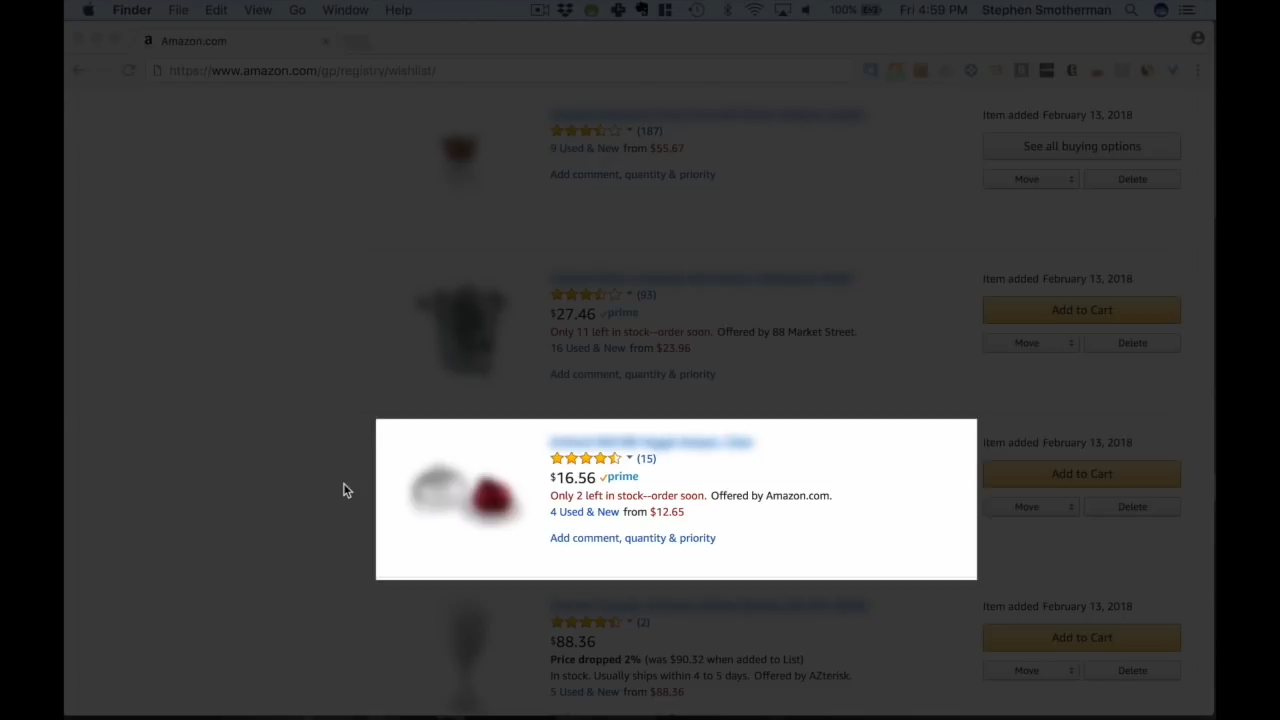 Finder File Edit View Go Window Help 100% Fri 4:59 PM Stephen Smotherman
a Amazon.com
https://www.amazon.com/gp/registry/wishlist/
(187)
9 Used & New from $55.67
Add comment, quantity & priority
Item added February 13, 2018
See all buying options
Move Delete
(93)
$27.46 prime
Only 11 left in stock--order soon. Offered by 88 Market Street.
16 Used & New from $23.96
Add comment, quantity & priority
Item added February 13, 2018
Add to Cart
Move Delete
(15)
$16.56 prime
Only 2 left in stock--order soon. Offered by Amazon.com.
4 Used & New from $12.65
Add comment, quantity & priority
Item added February 13, 2018
Add to Cart
Move Delete
(2)
$88.36
Price dropped 2% (was $90.32 when added to List)
In stock. Usually ships within 4 to 5 days. Offered by AZterisk.
5 Used & New from $88.36
Item added February 13, 2018
Add to Cart
Move Delete